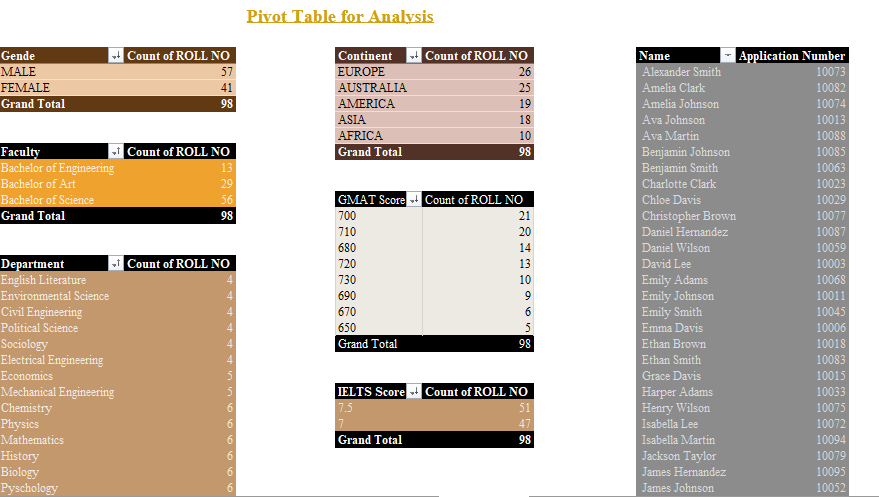 Pivot Table for Analysis
Gende Count of ROLL NO
MALE 57
FEMALE 41
Grand Total 98
Faculty Count of ROLL NO
Bachelor of Engineering 13
Bachelor of Art 29
Bachelor of Science 56
Grand Total 98
Department Count of ROLL NO
English Literature 4
Environmental Science 4
Civil Engineering 4
Political Science 4
Sociology 4
Electrical Engineering 4
Economics 5
Mechanical Engineering 5
Chemistry 6
Physics 6
Mathematics 6
History 6
Biology 6
Pyschology 6
Continent Count of ROLL NO
EUROPE 26
AUSTRALIA 25
AMERICA 19
ASIA 18
AFRICA 10
Grand Total 98
GMAT Score Count of ROLL NO
700 21
710 20
680 14
720 13
730 10
690 9
670 6
650 5
Grand Total 98
IELTS Score Count of ROLL NO
7.5 51
7 47
Grand Total 98
Name Application Number
Alexander Smith 10073
Amelia Clark 10082
Amelia Johnson 10074
Ava Johnson 10013
Ava Martin 10088
Benjamin Johnson 10085
Benjamin Smith 10063
Charlotte Clark 10023
Chloe Davis 10029
Christopher Brown 10077
Daniel Hernandez 10087
Daniel Wilson 10059
David Lee 10003
Emily Adams 10068
Emily Johnson 10011
Emily Smith 10045
Emma Davis 10006
Ethan Brown 10018
Ethan Smith 10083
Grace Davis 10015
Harper Adams 10033
Henry Wilson 10075
Isabella Lee 10072
Isabella Martin 10094
Jackson Taylor 10079
James Hernandez 10095
James Johnson 10052